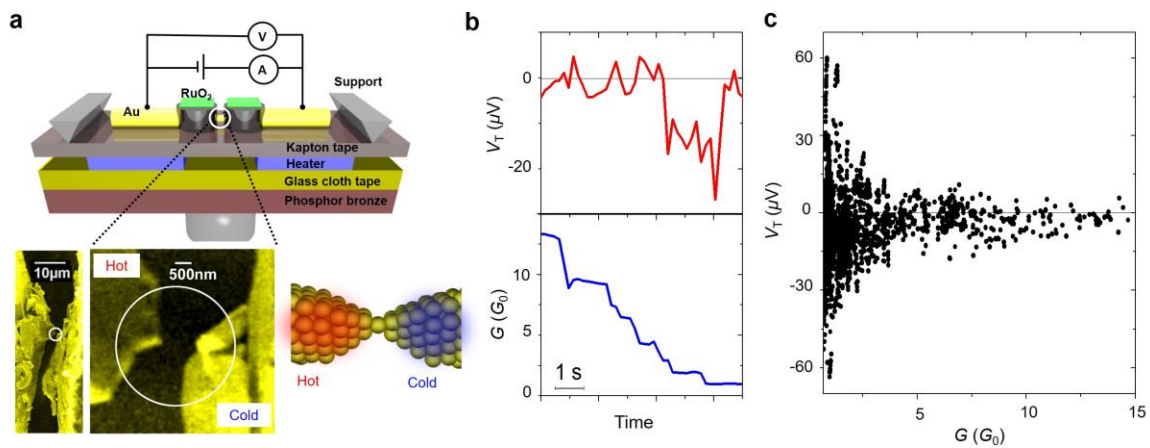 a
V
A
Support
RuO2
Au
Kapton tape
Heater
Glass cloth tape
Phosphor bronze
10μm
Hot
500nm
Cold
Hot
Cold
b
0
-20
VT (μV)
10
5
0
G (G0)
1 s
Time
c
60
30
0
-30
-60
VT (μV)
5
10
15
G (G0)